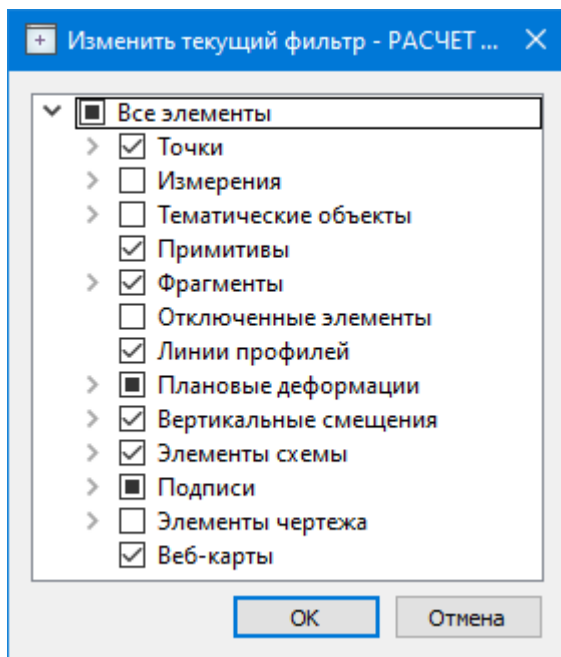 Изменить текущий фильтр - РАСЧЕТ ...
Все элементы
Точки
Измерения
Тематические объекты
Примитивы
Фрагменты
Отключенные элементы
Линии профилей
Плановые деформации
Вертикальные смещения
Элементы схемы
Подписи
Элементы чертежа
Веб-карты
ОК Отмена